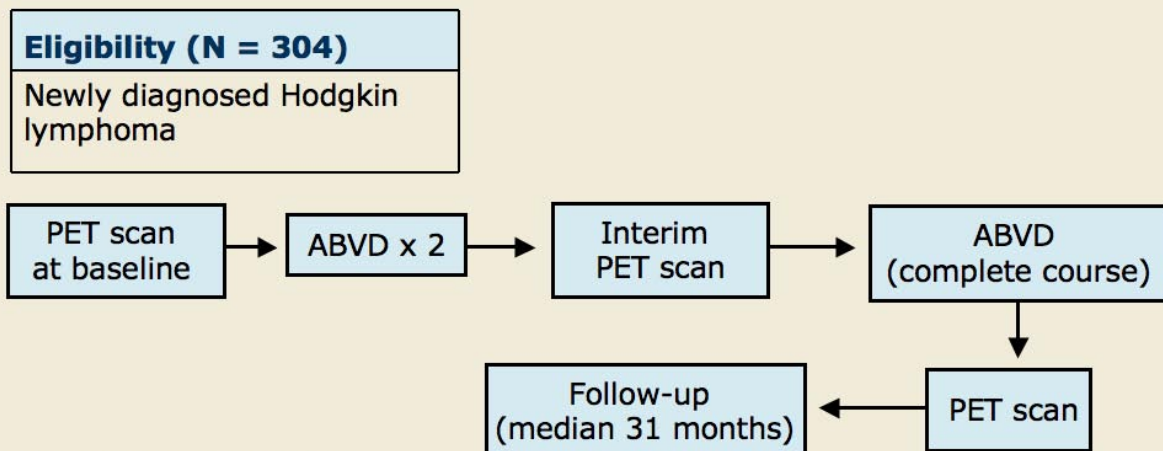 Eligibility (N = 304)
Newly diagnosed Hodgkin
lymphoma
PET scan
at baseline
ABVD x 2
Interim
PET scan
ABVD
(complete course)
PET scan
Follow-up
(median 31 months)